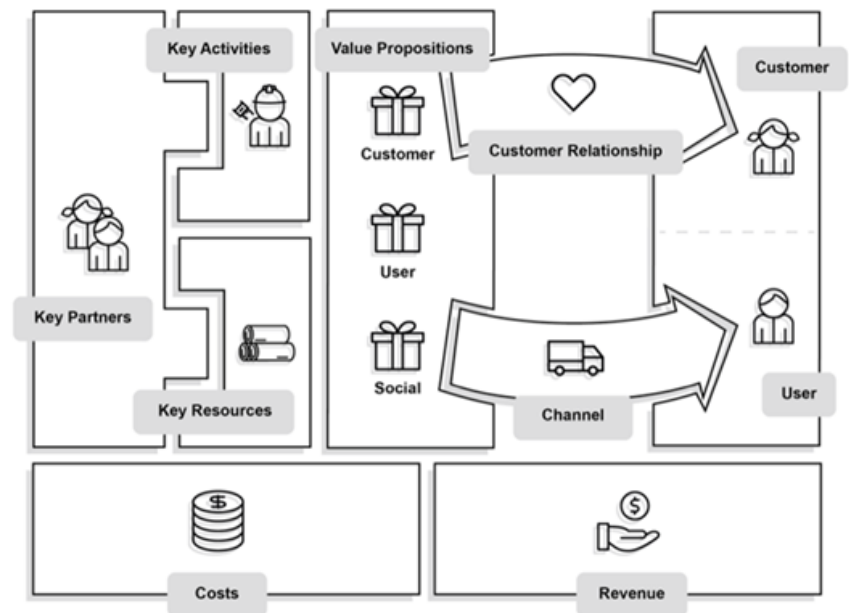 Key Activities
Value Propositions
Customer
Customer
Customer Relationship
User
Key Partners
Social
User
Key Resources
Channel
$
$
Costs
Revenue